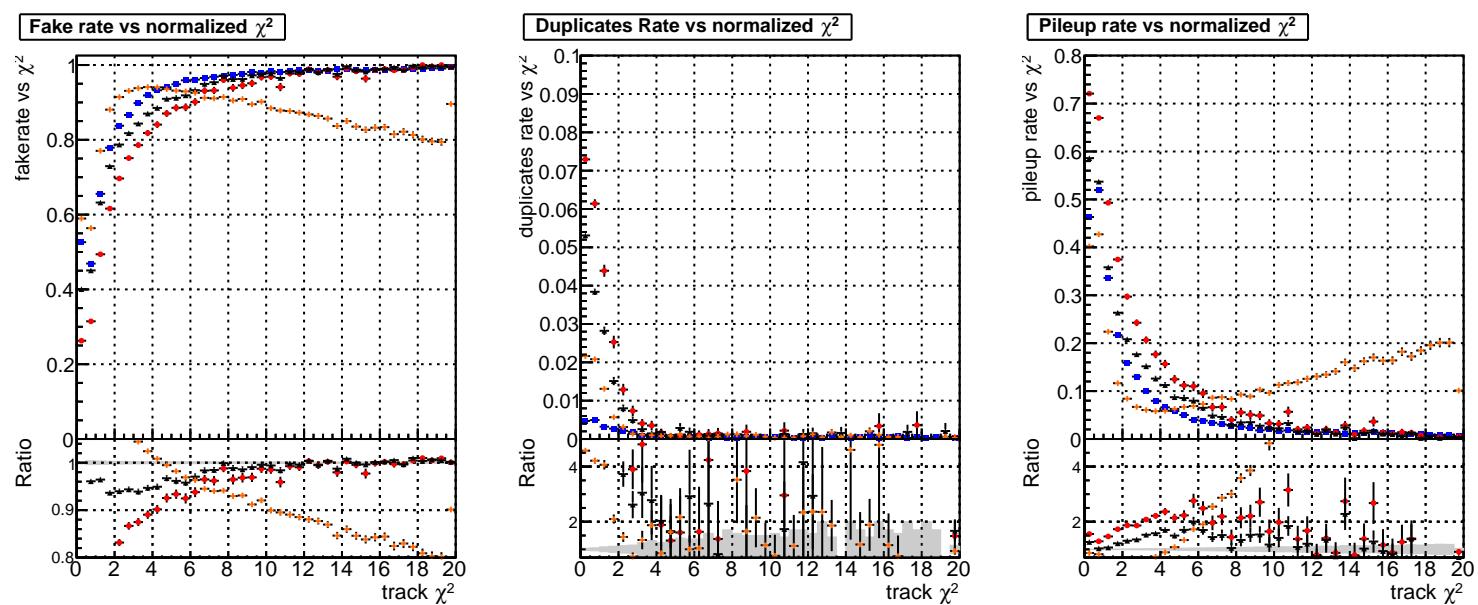 Fake rate vs normalized χ²
fakerate vs χ²
1
0.8
0.6
0.4
0.2
0
Ratio
1
0.9
0.8
0 2 4 6 8 10 12 14 16 18 20
track χ²
Duplicates Rate vs normalized χ²
duplicates rate vs χ²
0.1
0.09
0.08
0.07
0.06
0.05
0.04
0.03
0.02
0.01
0
Ratio
4
2
0 2 4 6 8 10 12 14 16 18 20
track χ²
Pileup rate vs normalized χ²
pileup rate vs χ²
0.8
0.7
0.6
0.5
0.4
0.3
0.2
0.1
0
Ratio
4
2
0 2 4 6 8 10 12 14 16 18 20
track χ²